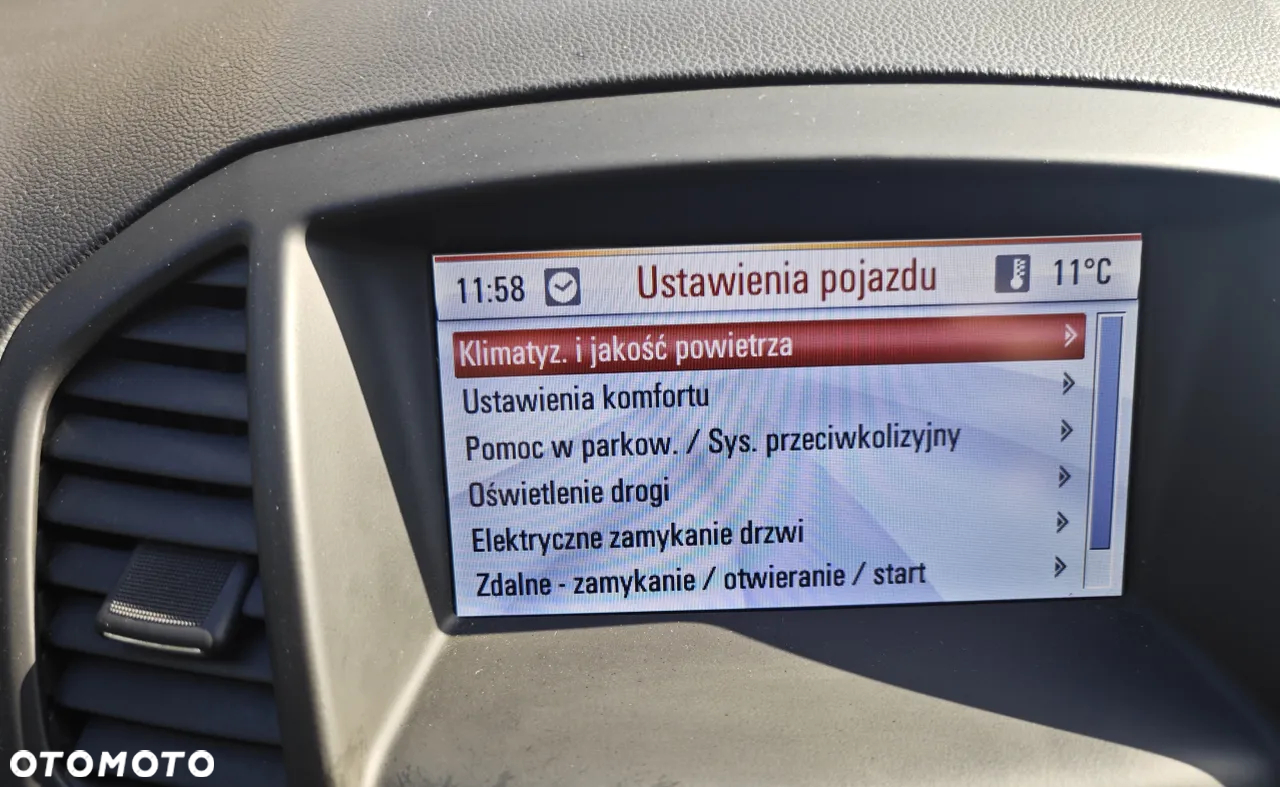 11:58 Ustawienia pojazdu 11°C
Klimatyz. i jakość powietrza
Ustawienia komfortu
Pomoc w parkow. / Sys. przeciwkolizyjny
Oświetlenie drogi
Elektryczne zamykanie drzwi
Zdalne - zamykanie / otwieranie / start
OTOMOTO